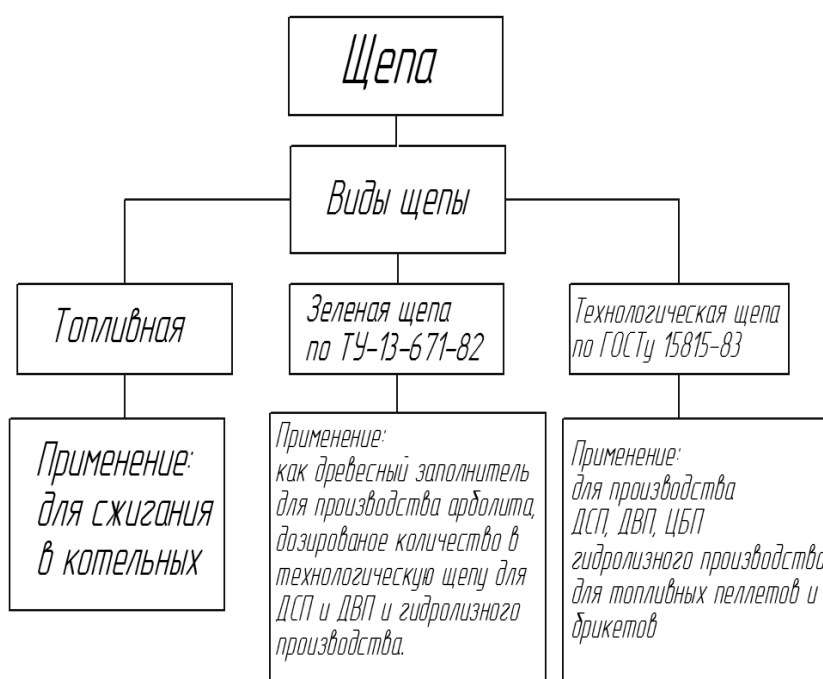 Щепа
Виды щепы
Топливная
Зеленая щепа
по ТУ-13-671-82
Технологическая щепа
по ГОСТу 15815-83
Применение:
для сжигания
в котельных
Применение:
как древесный заполнитель
для производства арболита,
дозированое количество в
технологическую щепу для
ДСП и ДВП и гидролизного
производства.
Применение:
для производства
ДСП, ДВП, ЦБП
гидролизного производства
для топливных пеллетов и
брикетов